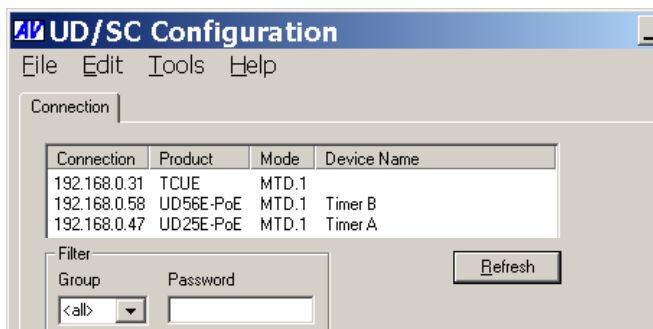 AV UD/SC Configuration
File Edit Tools Help
Connection
Connection Product Mode Device Name
192.168.0.31 TCUE MTD.1
192.168.0.58 UD56E-PoE MTD.1 Timer B
192.168.0.47 UD25E-PoE MTD.1 Timer A
Filter
Refresh
Group Password
<all>